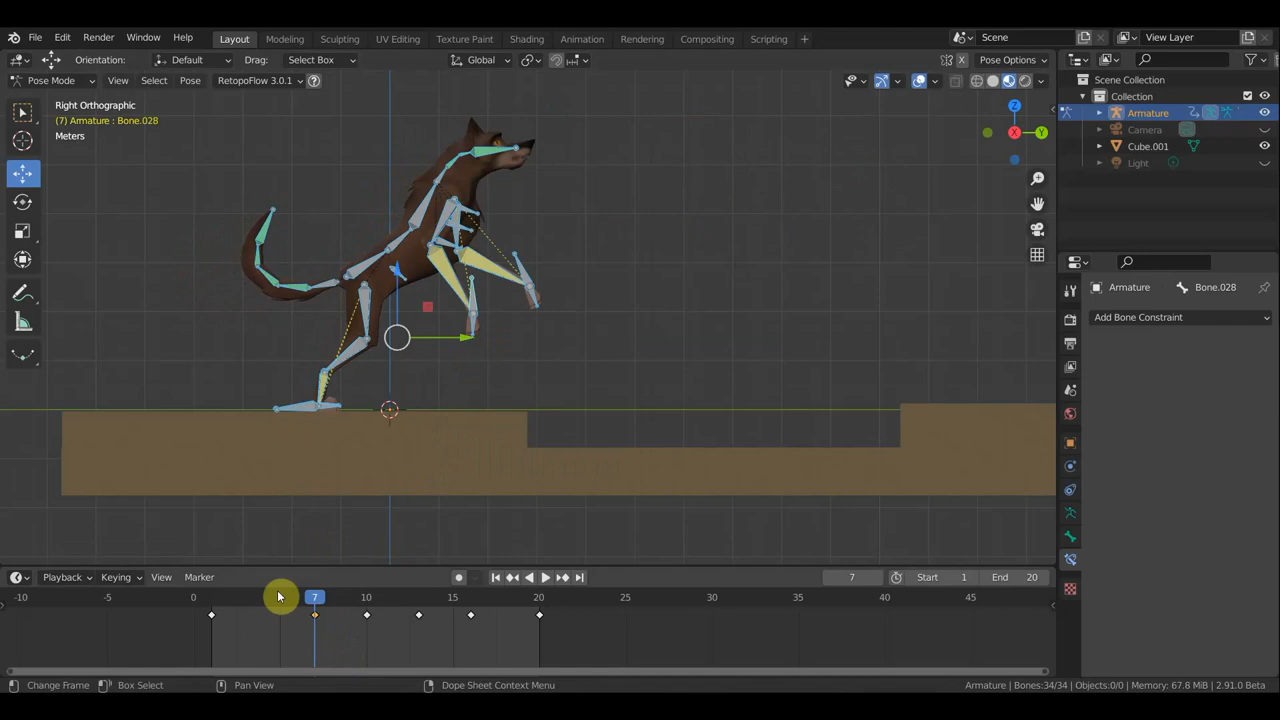 File Edit Render Window Help Layout Modeling Sculpting UV Editing Texture Paint Shading Animation Rendering Compositing Scripting + Scene View Layer
Orientation: Default Drag: Select Box Global X Pose Options
Pose Mode View Select Pose RetopoFlow 3.0.1 ?
Scene Collection
Collection
Armature
Camera
Cube.001
Light
Right Orthographic
(7) Armature : Bone.028
Meters
Z
X
Y
Armature Bone.028
Add Bone Constraint
Playback Keying View Marker 7 Start 1 End 20
-10 -5 0 7 10 15 20 25 30 35 40 45
Change Frame Box Select Pan View Dope Sheet Context Menu Armature | Bones:34/34 | Objects:0/0 | Memory: 67.8 MiB | 2.91.0 Beta